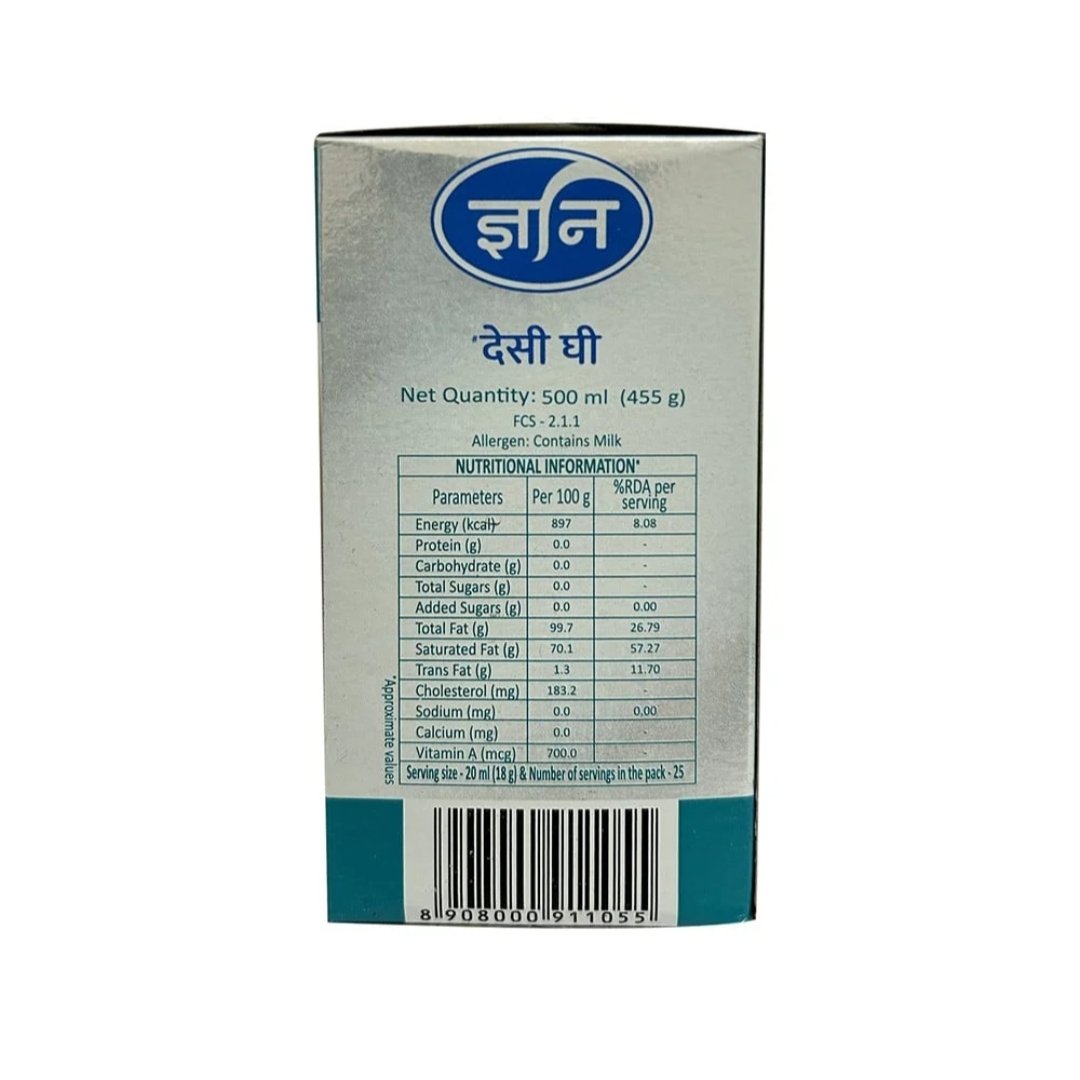 ज्ञान
#देसी घी
Net Quantity: 500 ml (455 g)
FCS - 2.1.1
Allergen: Contains Milk
NUTRITIONAL INFORMATION*
Parameters Per 100 g %RDA per serving
Energy (kcal) 897 8.08
Protein (g) 0.0 -
Carbohydrate (g) 0.0 -
Total Sugars (g) 0.0 -
Added Sugars (g) 0.0 0.00
Total Fat (g) 99.7 26.79
Saturated Fat (g) 70.1 57.27
Trans Fat (g) 1.3 11.70
Cholesterol (mg) 183.2 -
Sodium (mg) 0.0 0.00
Calcium (mg) 0.0 -
Vitamin A (mcg) 700.0 -
Serving size - 20 ml (18 g) & Number of servings in the pack - 25
*Approximate values
8 908000 911055